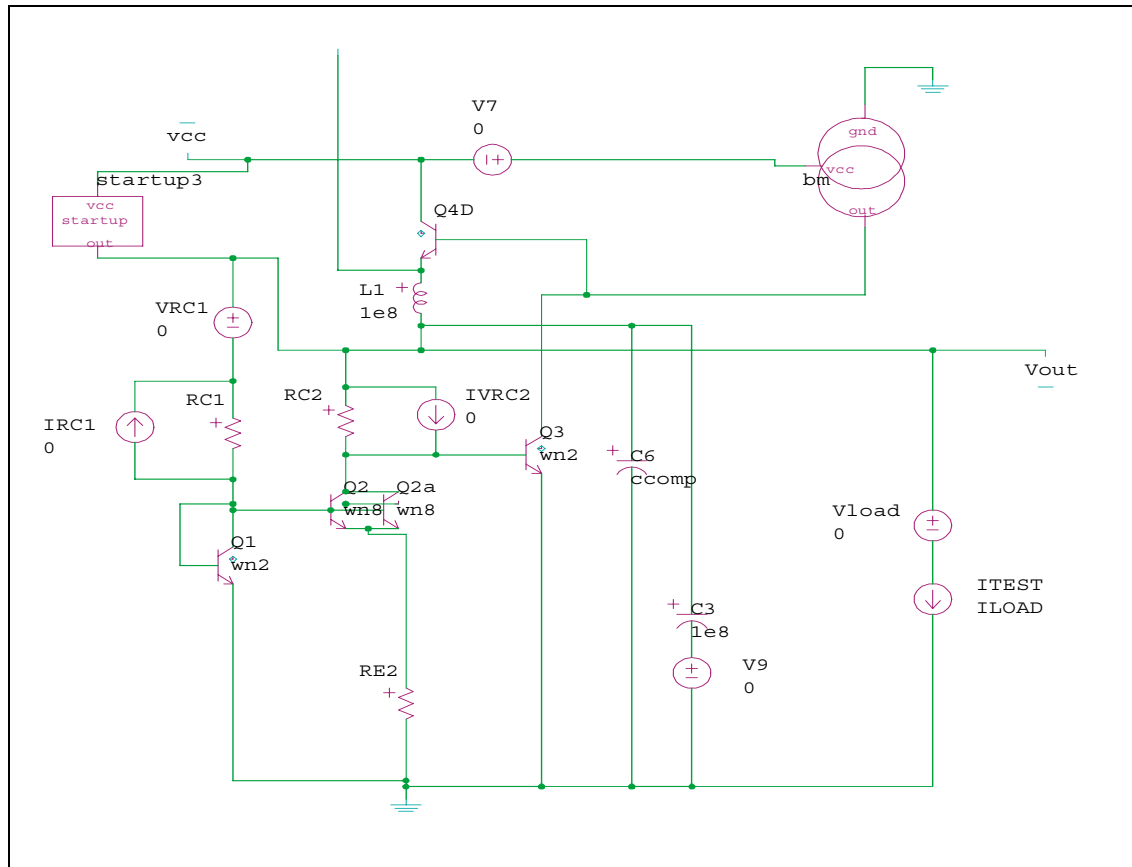 V7
0
gnd
vcc
vcc
bm
startup3
vcc
startup
out
Q4D
out
L1
1e8
VRC1
0
Vout
RC1
RC2
IVRC2
0
IRC1
0
Q3
wn2
C6
ccomp
Q2
wn8
Q2a
wn8
Vload
0
Q1
wn2
ITEST
ILOAD
C3
1e8
RE2
V9
0